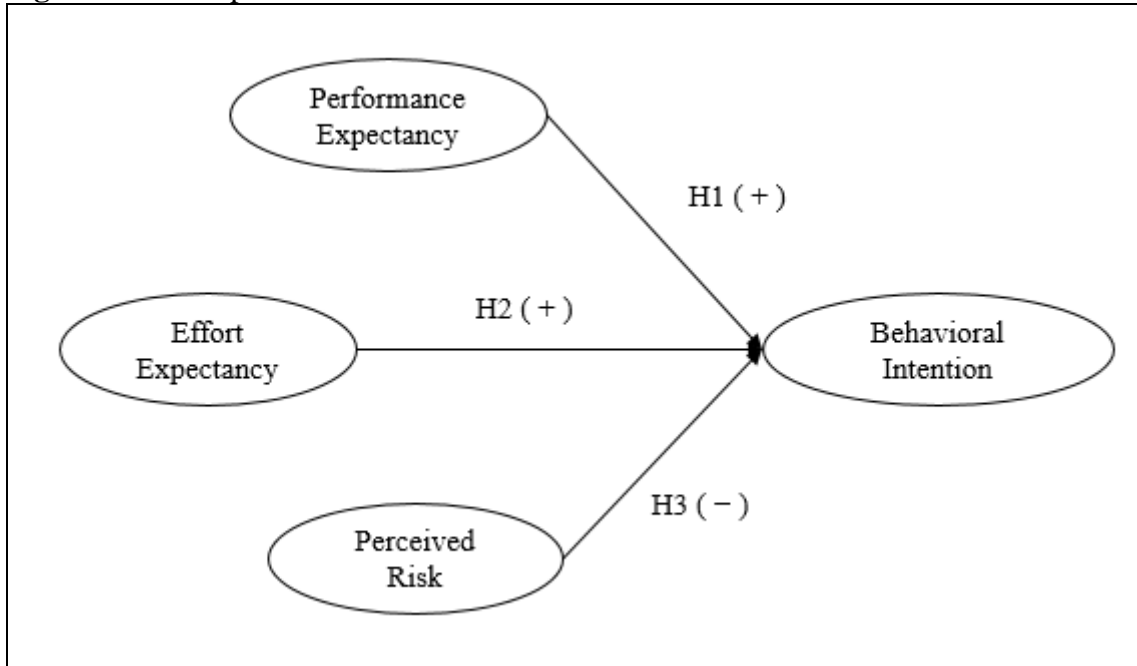 Performance
Expectancy
H1 ( + )
H2 ( + )
Effort
Expectancy
Behavioral
Intention
H3 ( − )
Perceived
Risk